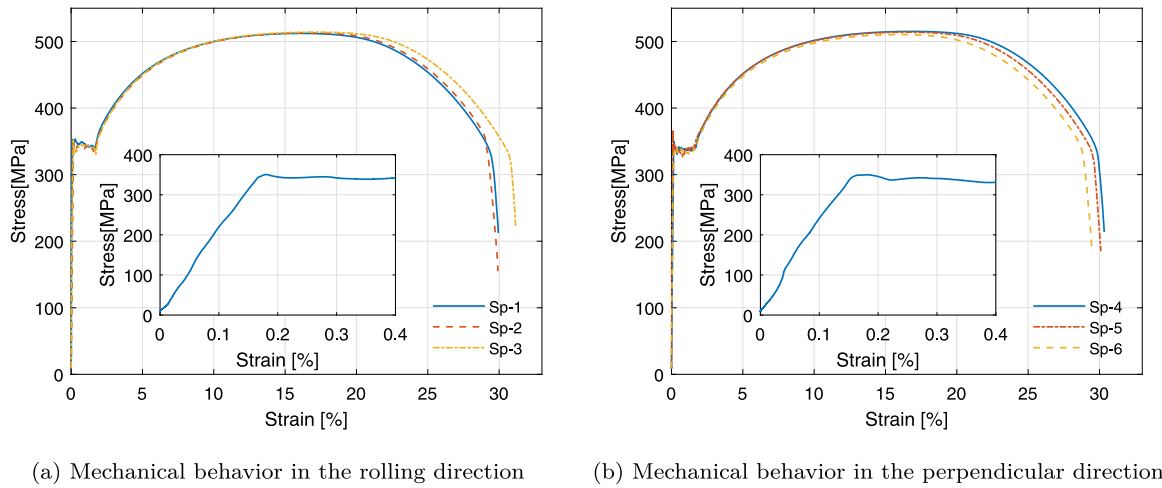 500
400
300
200
100
0
Stress[MPa]
400
300
200
100
0
Stress[MPa]
0 0.1 0.2 0.3 0.4
Strain [%]
Sp-1
Sp-2
Sp-3
0 5 10 15 20 25 30
Strain [%]
(a) Mechanical behavior in the rolling direction
500
400
300
200
100
0
Stress[MPa]
400
300
200
100
0
Stress[MPa]
0 0.1 0.2 0.3 0.4
Strain [%]
Sp-4
Sp-5
Sp-6
0 5 10 15 20 25 30
Strain [%]
(b) Mechanical behavior in the perpendicular direction